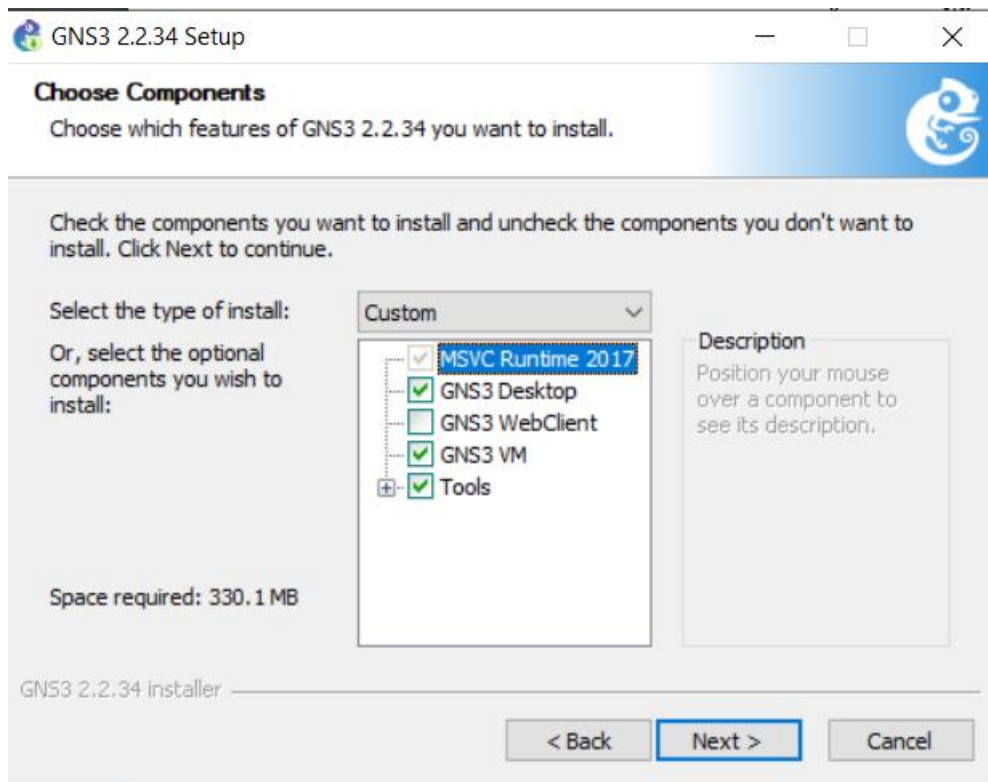 GNS3 2.2.34 Setup
Choose Components
Choose which features of GNS3 2.2.34 you want to install.
Check the components you want to install and uncheck the components you don't want to
install. Click Next to continue.
Select the type of install:
Custom
Or, select the optional
components you wish to
install:
MSVC Runtime 2017
GNS3 Desktop
GNS3 WebClient
GNS3 VM
Tools
Description
Position your mouse
over a component to
see its description.
Space required: 330.1 MB
GNS3 2.2.34 installer
< Back
Next >
Cancel